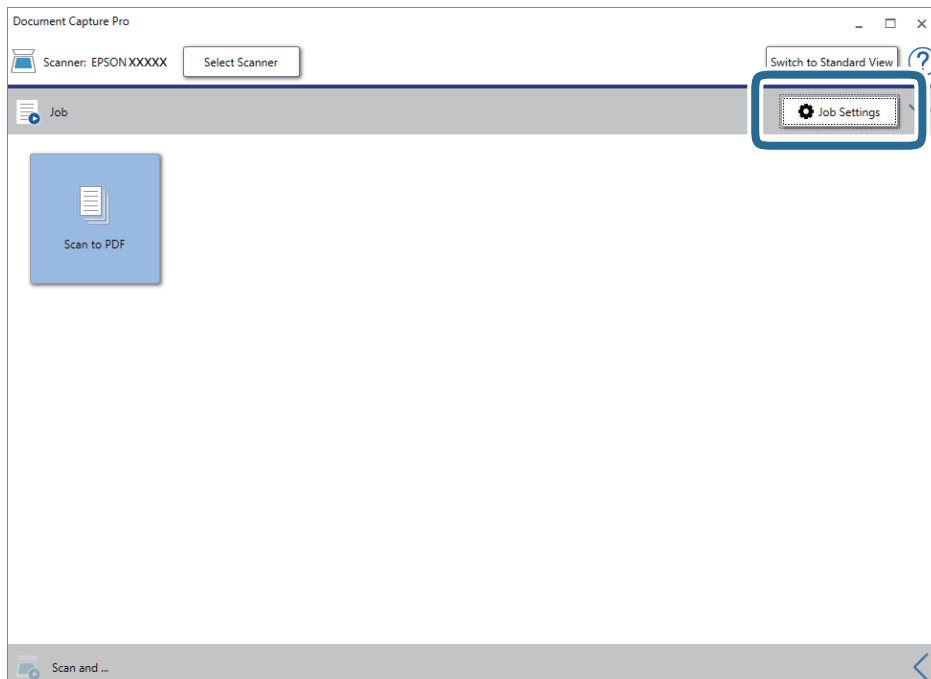 Document Capture Pro
Scanner: EPSON XXXXX
Select Scanner
Switch to Standard View
?
Job
Job Settings
Scan to PDF
Scan and ...